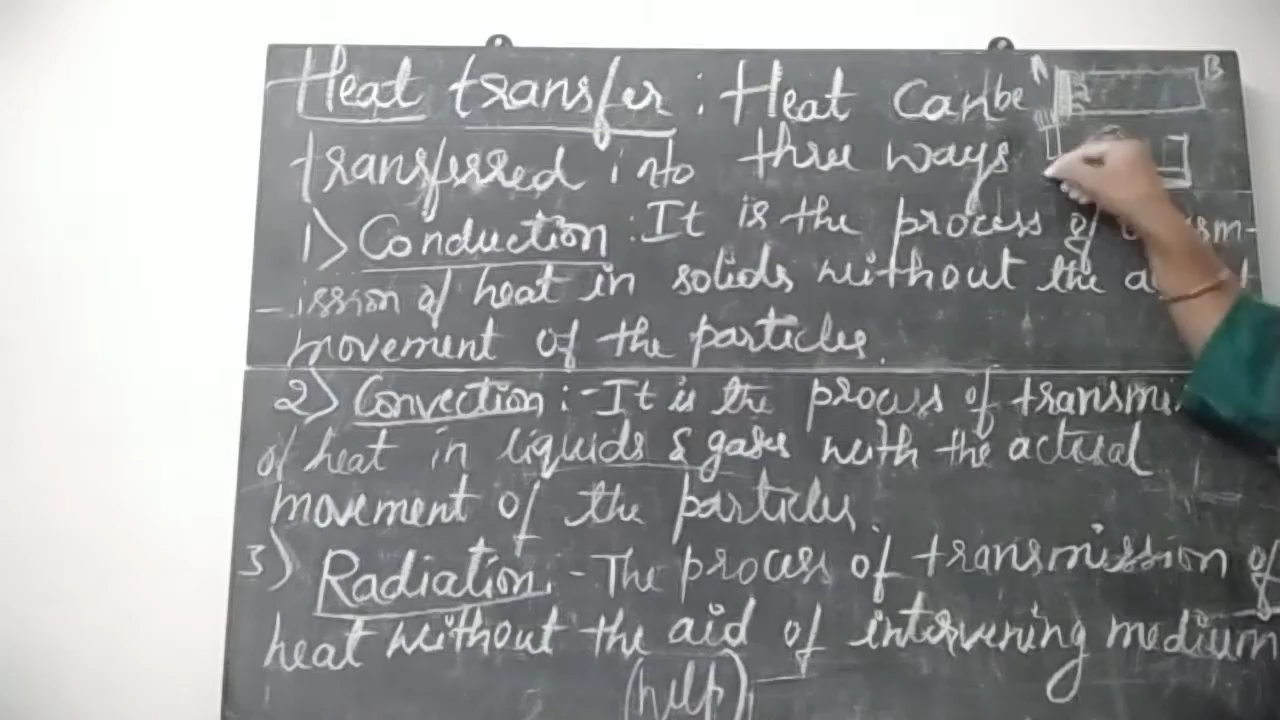 Heat transfer : Heat can be A B
transferred into three ways
1) Conduction : It is the process of sm-
-ission of heat in solids without the
movement of the particles.
2) Convection :- It is the process of transmi
of heat in liquids & gases with the actual
movement of the particles.
3) Radiation. - The process of transmission of
heat without the aid of intervening medium
(help)